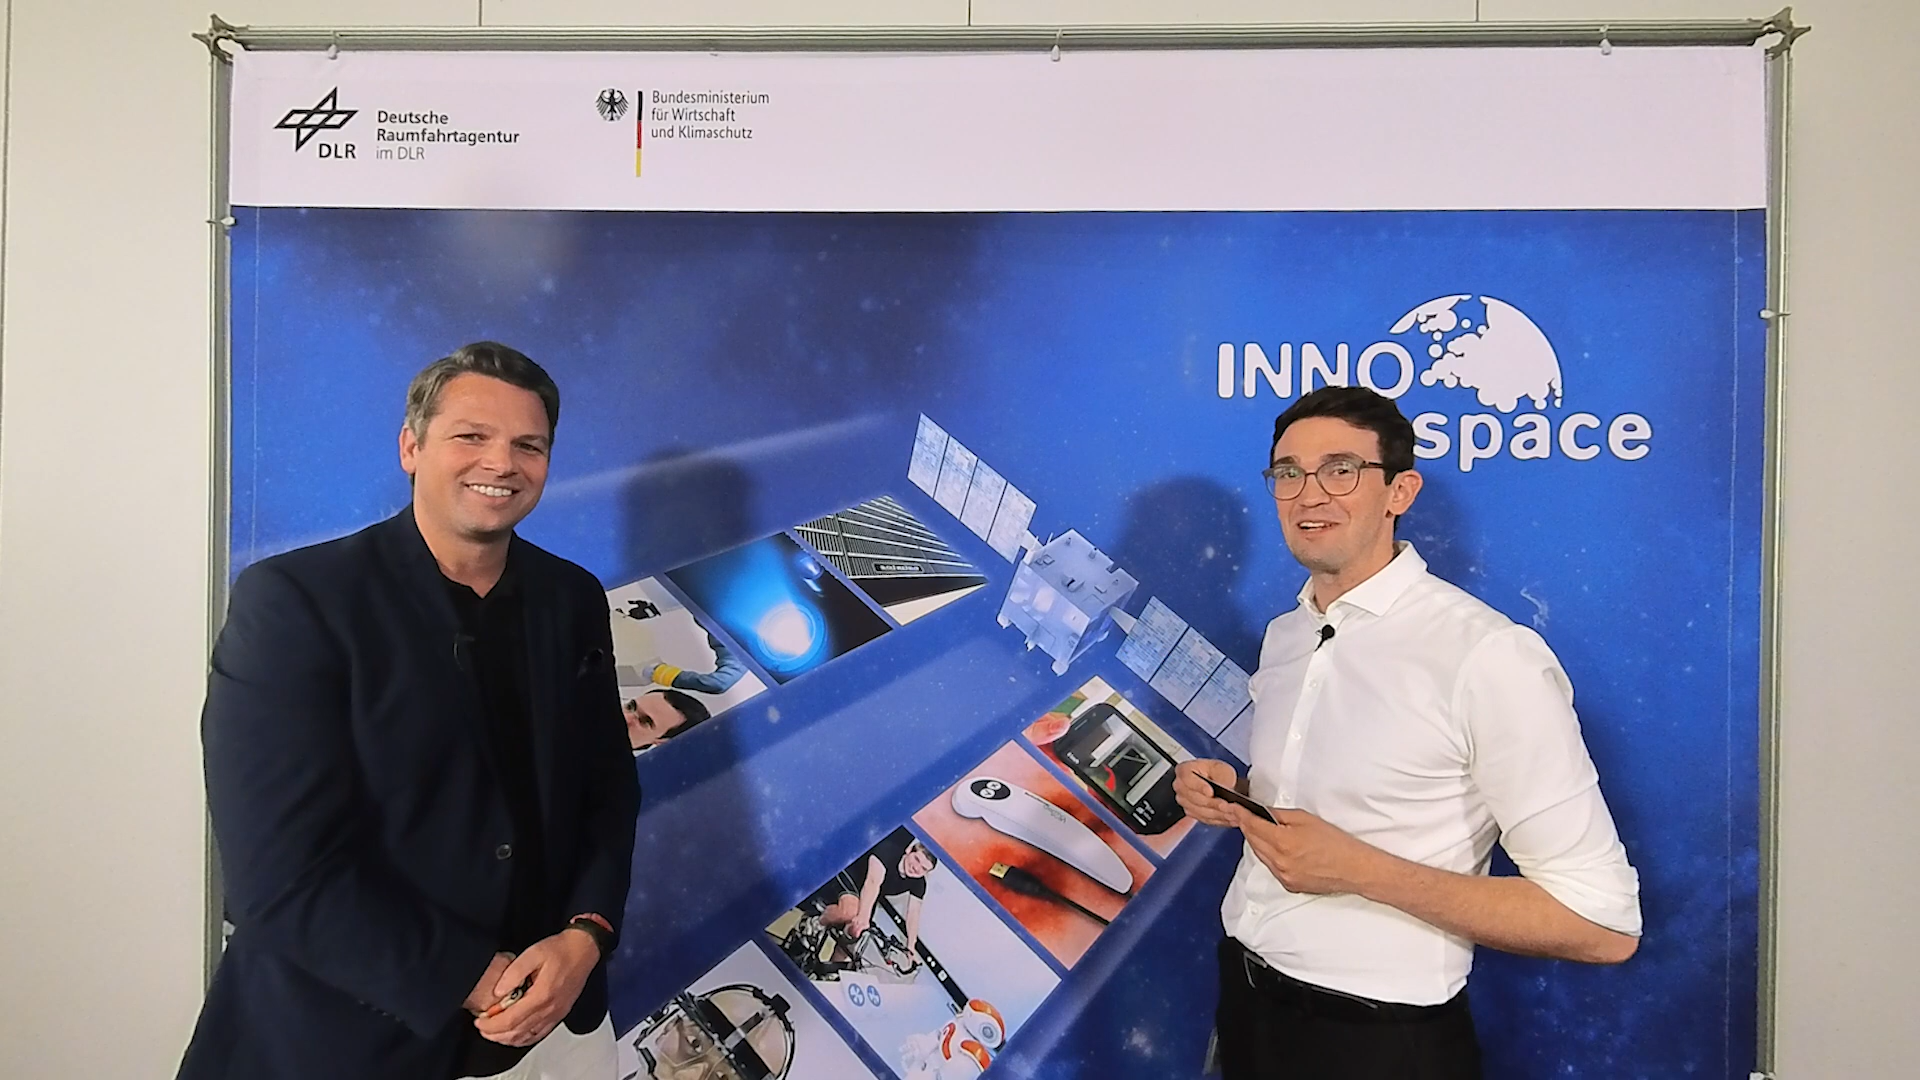 DLR
Deutsche
Raumfahrtagentur
im DLR
Bundesministerium
für Wirtschaft
und Klimaschutz
INNO
space